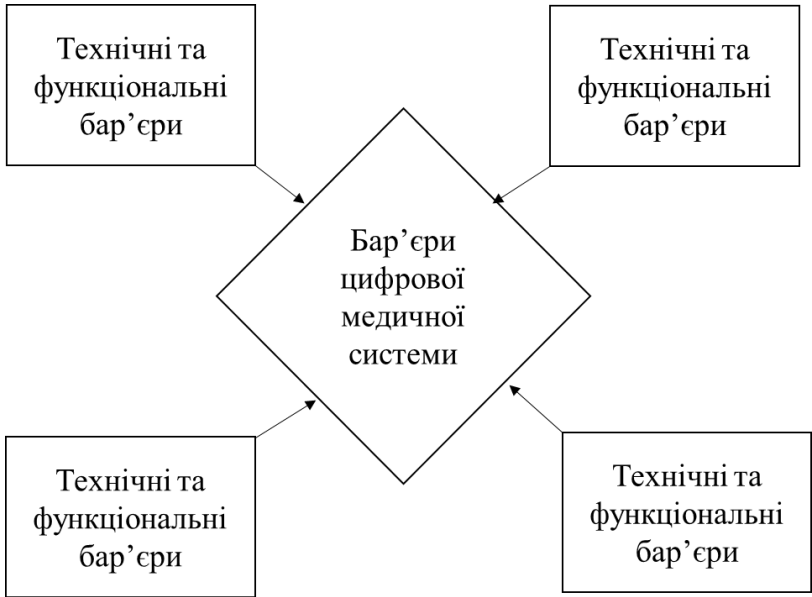 Технічні та
функціональні
бар’єри
Технічні та
функціональні
бар’єри
Бар’єри
цифрової
медичної
системи
Технічні та
функціональні
бар’єри
Технічні та
функціональні
бар’єри